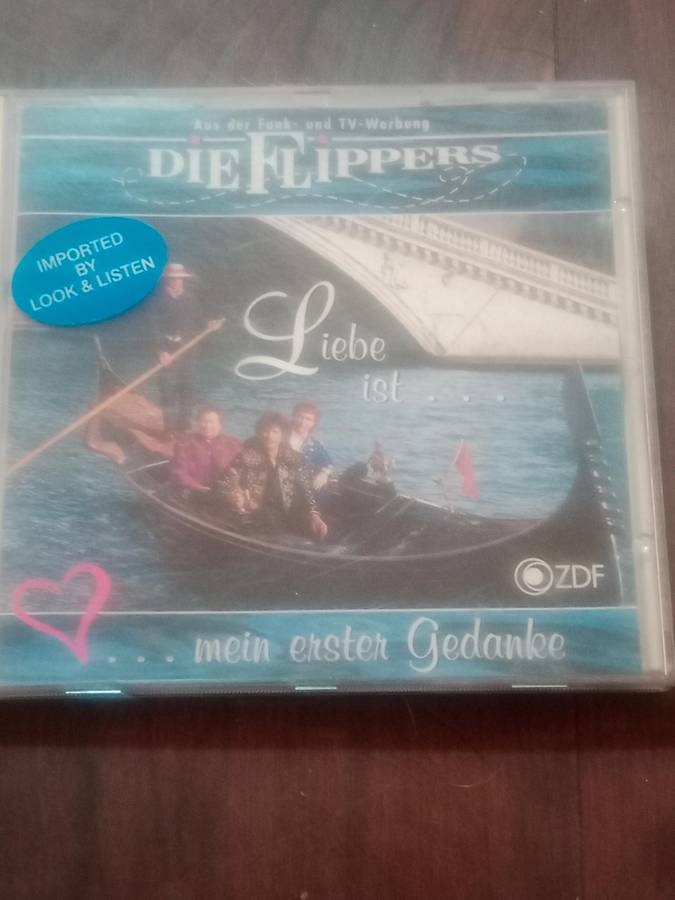 Aus der Funk- und TV-Werbung
DIE FLiPPERS
IMPORTED
BY
LOOK & LISTEN
Liebe
ist . . .
ZDF
. . . mein erster Gedanke